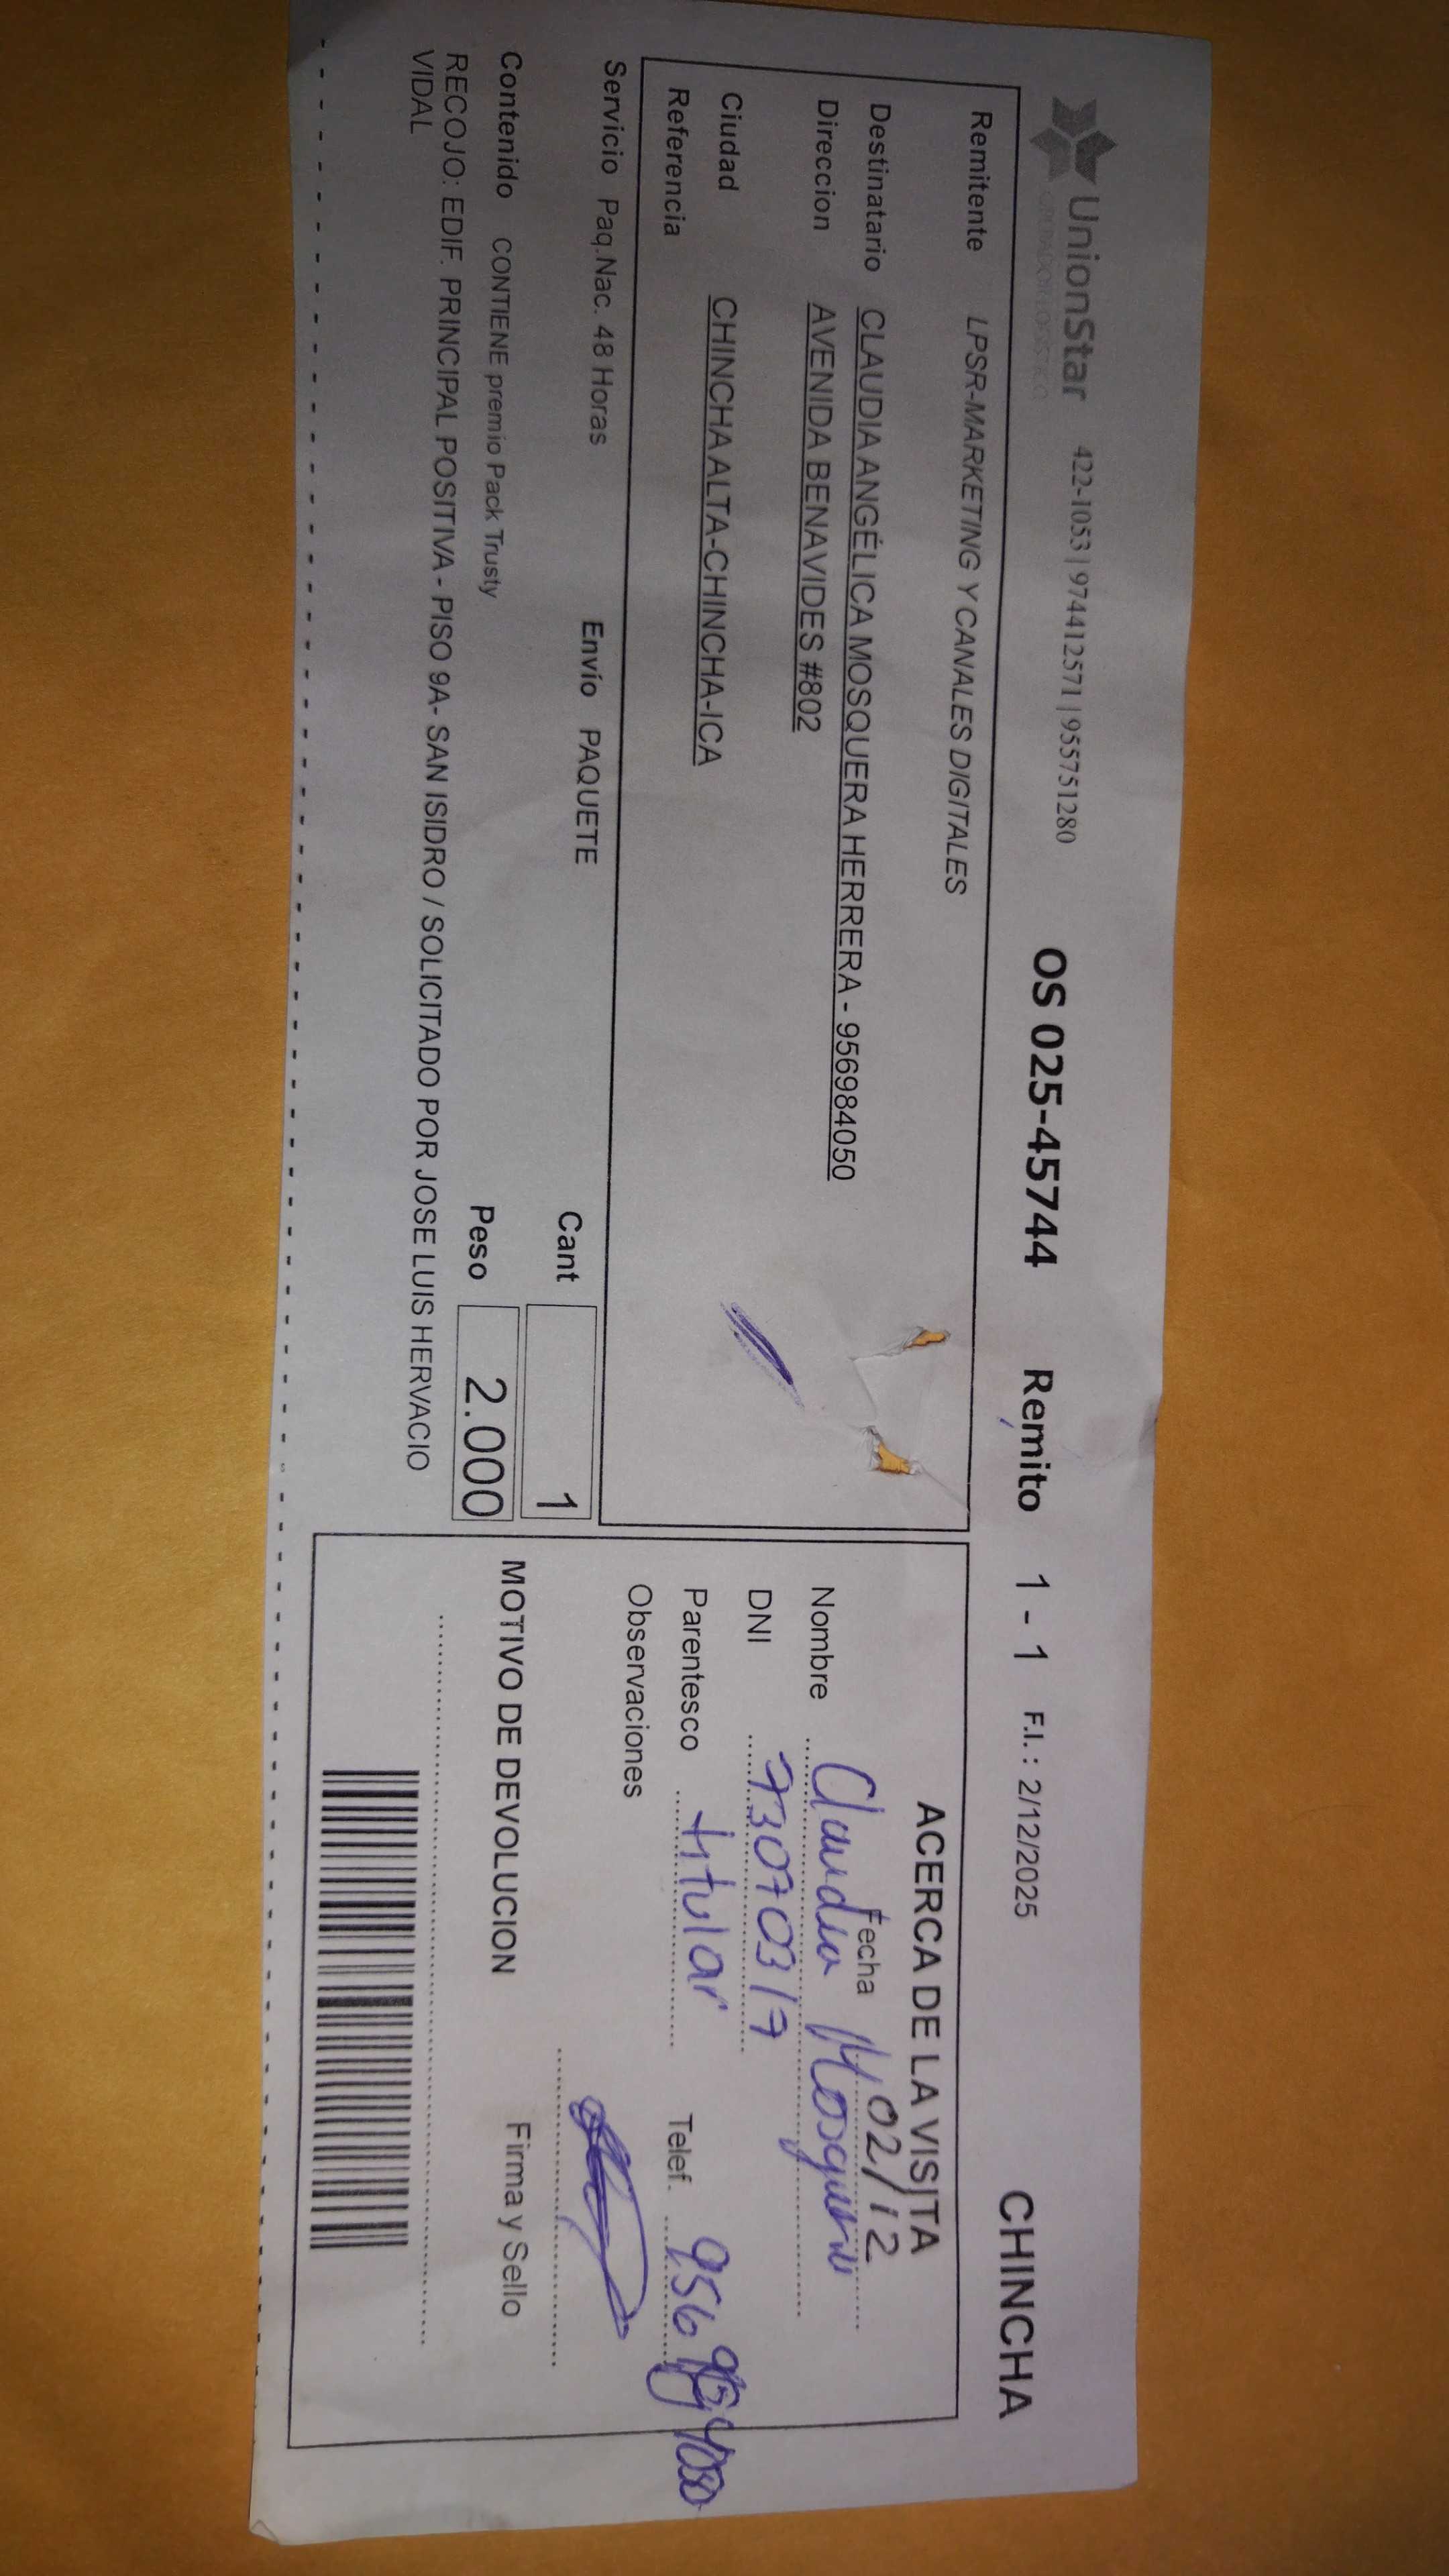 UnionStar 422-1053 | 974412571 | 955751280 OS 025-45744 Remito 1 - 1 F.I. : 2/12/2025 CHINCHA
OPERADOR LOGISTICO
Remitente LPSR-MARKETING Y CANALES DIGITALES
Destinatario CLAUDIA ANGÉLICA MOSQUERA HERRERA - 956984050
Direccion AVENIDA BENAVIDES #802
Ciudad CHINCHA ALTA-CHINCHA-ICA
Referencia
Servicio Paq.Nac. 48 Horas Envío PAQUETE Cant 1
Contenido CONTIENE premio Pack Trusty Peso 2.000
RECOJO: EDIF. PRINCIPAL POSITIVA - PISO 9A- SAN ISIDRO / SOLICITADO POR JOSE LUIS HERVACIO
VIDAL
ACERCA DE LA VISITA
Fecha 02/12
Nombre Claudia Mosquera
DNI 73070317
Parentesco titular Telef. 956984050
Observaciones
Firma y Sello
MOTIVO DE DEVOLUCION